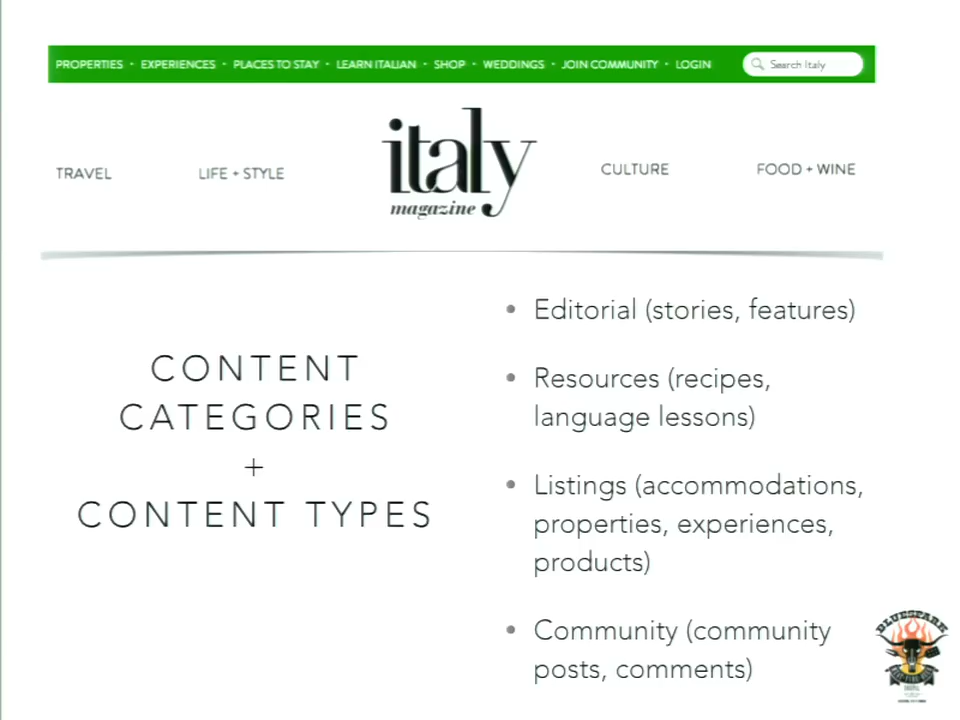 PROPERTIES • EXPERIENCES • PLACES TO STAY • LEARN ITALIAN • SHOP • WEDDINGS • JOIN COMMUNITY • LOGIN
Search Italy
TRAVEL
LIFE + STYLE
italy
magazine
CULTURE
FOOD + WINE
CONTENT
CATEGORIES
+
CONTENT TYPES
• Editorial (stories, features)
• Resources (recipes,
language lessons)
• Listings (accommodations,
properties, experiences,
products)
• Community (community
posts, comments)
BLUESPARK